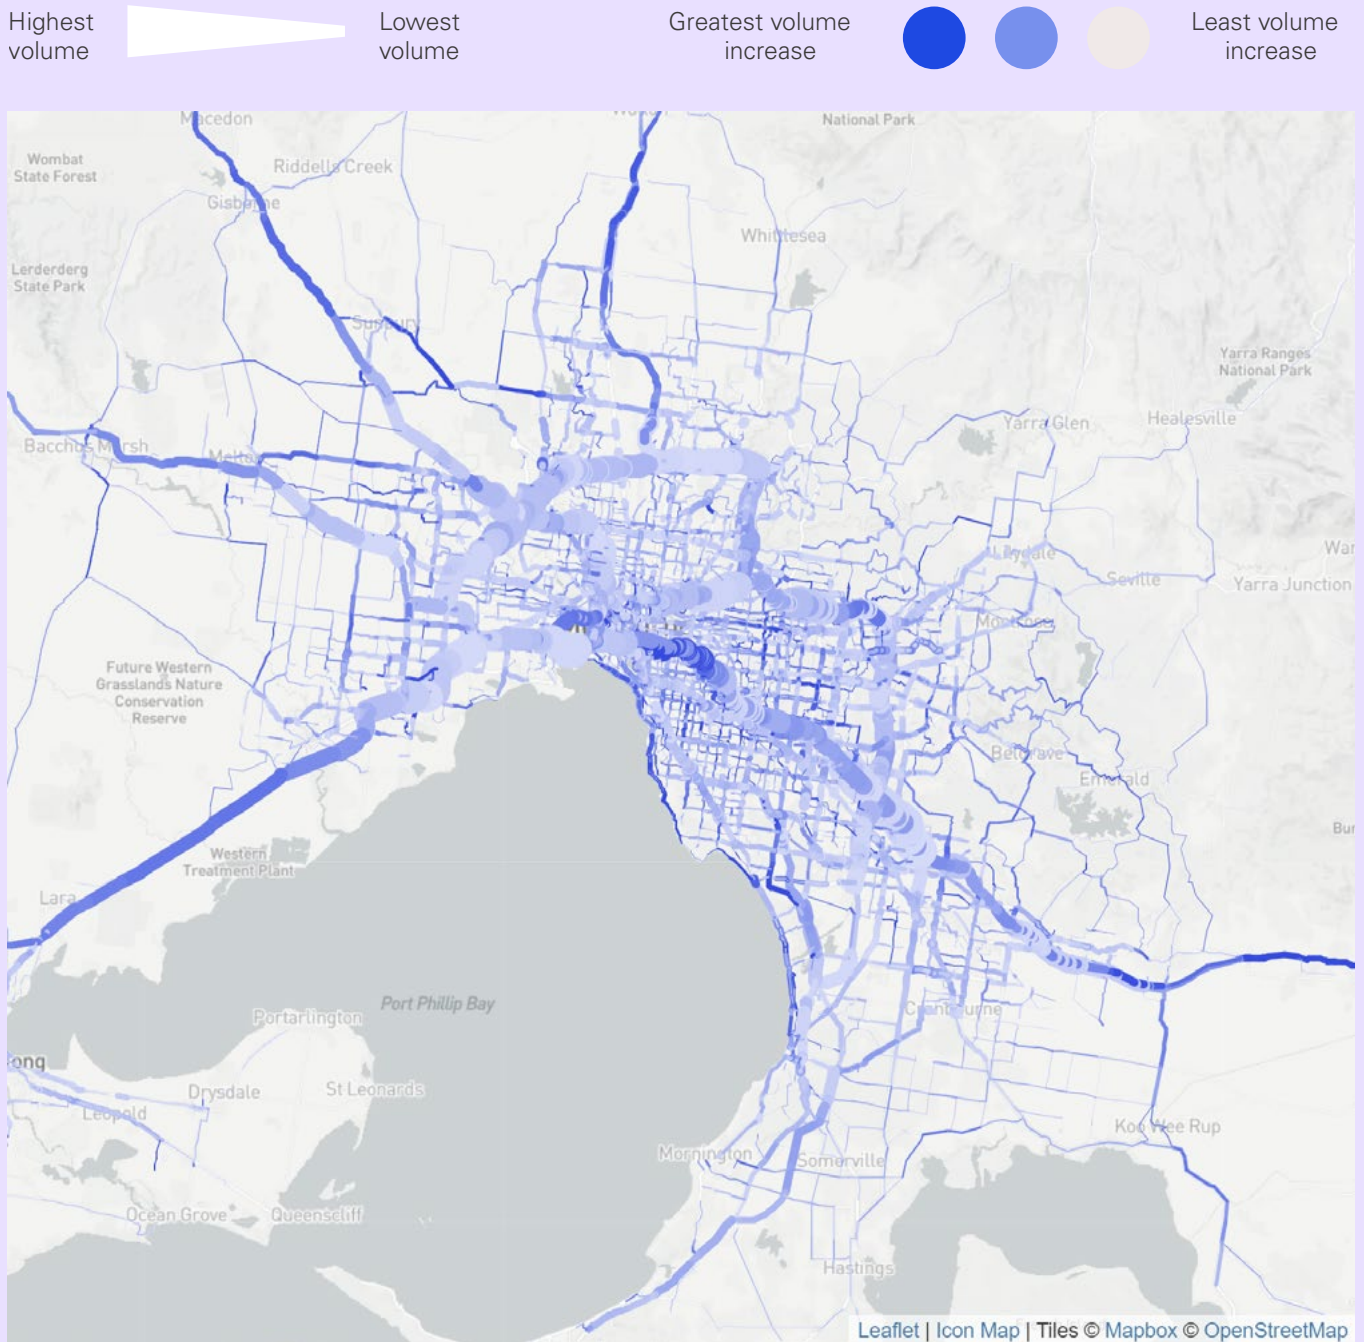 Highest
volume
Lowest
volume
Greatest volume
increase
Least volume
increase
Macedon
National Park
Wombat
State Forest
Riddells Creek
Gisborne
Whittlesea
Lerderderg
State Park
Sunbury
Yarra Ranges
National Park
Yarra Glen
Healesville
Bacchus Marsh
Lilydale
Seville
Yarra Junction
Future Western
Grasslands Nature
Conservation
Reserve
Belgrave
Emerald
Western
Treatment Plant
Lara
Port Phillip Bay
Cranbourne
Portarlington
ong
Drysdale
St Leonards
Leopold
Koo Wee Rup
Mornington
Somerville
Ocean Grove
Queenscliff
Hastings
Leaflet | Icon Map | Tiles © Mapbox © OpenStreetMap